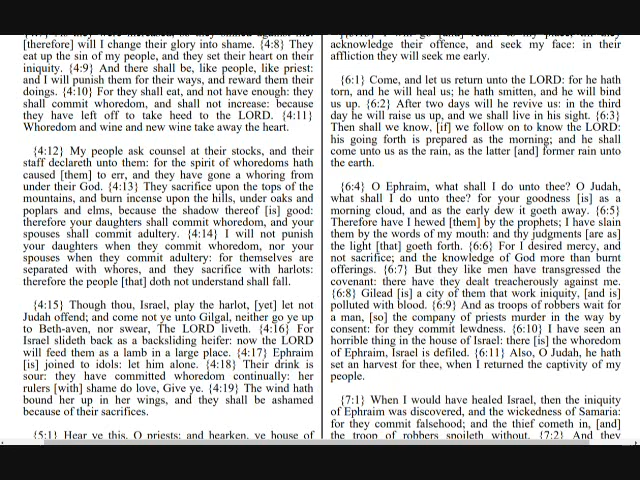 [therefore] will I change their glory into shame. {4:8} They
eat up the sin of my people, and they set their heart on their
iniquity. {4:9} And there shall be, like people, like priest:
and I will punish them for their ways, and reward them their
doings. {4:10} For they shall eat, and not have enough: they
shall commit whoredom, and shall not increase: because
they have left off to take heed to the LORD. {4:11}
Whoredom and wine and new wine take away the heart.
{4:12} My people ask counsel at their stocks, and their
staff declareth unto them: for the spirit of whoredoms hath
caused [them] to err, and they have gone a whoring from
under their God. {4:13} They sacrifice upon the tops of the
mountains, and burn incense upon the hills, under oaks and
poplars and elms, because the shadow thereof [is] good:
therefore your daughters shall commit whoredom, and your
spouses shall commit adultery. {4:14} I will not punish
your daughters when they commit whoredom, nor your
spouses when they commit adultery: for themselves are
separated with whores, and they sacrifice with harlots:
therefore the people [that] doth not understand shall fall.
{4:15} Though thou, Israel, play the harlot, [yet] let not
Judah offend; and come not ye unto Gilgal, neither go ye up
to Beth-aven, nor swear, The LORD liveth. {4:16} For
Israel slideth back as a backsliding heifer: now the LORD
will feed them as a lamb in a large place. {4:17} Ephraim
[is] joined to idols: let him alone. {4:18} Their drink is
sour: they have committed whoredom continually: her
rulers [with] shame do love, Give ye. {4:19} The wind hath
bound her up in her wings, and they shall be ashamed
because of their sacrifices.
{5:1} Hear ye this, O priests; and hearken, ye house of
acknowledge their offence, and seek my face: in their
affliction they will seek me early.
{6:1} Come, and let us return unto the LORD: for he hath
torn, and he will heal us; he hath smitten, and he will bind
us up. {6:2} After two days will he revive us: in the third
day he will raise us up, and we shall live in his sight. {6:3}
Then shall we know, [if] we follow on to know the LORD:
his going forth is prepared as the morning; and he shall
come unto us as the rain, as the latter [and] former rain unto
the earth.
{6:4} O Ephraim, what shall I do unto thee? O Judah,
what shall I do unto thee? for your goodness [is] as a
morning cloud, and as the early dew it goeth away. {6:5}
Therefore have I hewed [them] by the prophets; I have slain
them by the words of my mouth: and thy judgments [are as]
the light [that] goeth forth. {6:6} For I desired mercy, and
not sacrifice; and the knowledge of God more than burnt
offerings. {6:7} But they like men have transgressed the
covenant: there have they dealt treacherously against me.
{6:8} Gilead [is] a city of them that work iniquity, [and is]
polluted with blood. {6:9} And as troops of robbers wait for
a man, [so] the company of priests murder in the way by
consent: for they commit lewdness. {6:10} I have seen an
horrible thing in the house of Israel: there [is] the whoredom
of Ephraim, Israel is defiled. {6:11} Also, O Judah, he hath
set an harvest for thee, when I returned the captivity of my
people.
{7:1} When I would have healed Israel, then the iniquity
of Ephraim was discovered, and the wickedness of Samaria:
for they commit falsehood; and the thief cometh in, [and]
the troop of robbers spoileth without. {7:2} And they